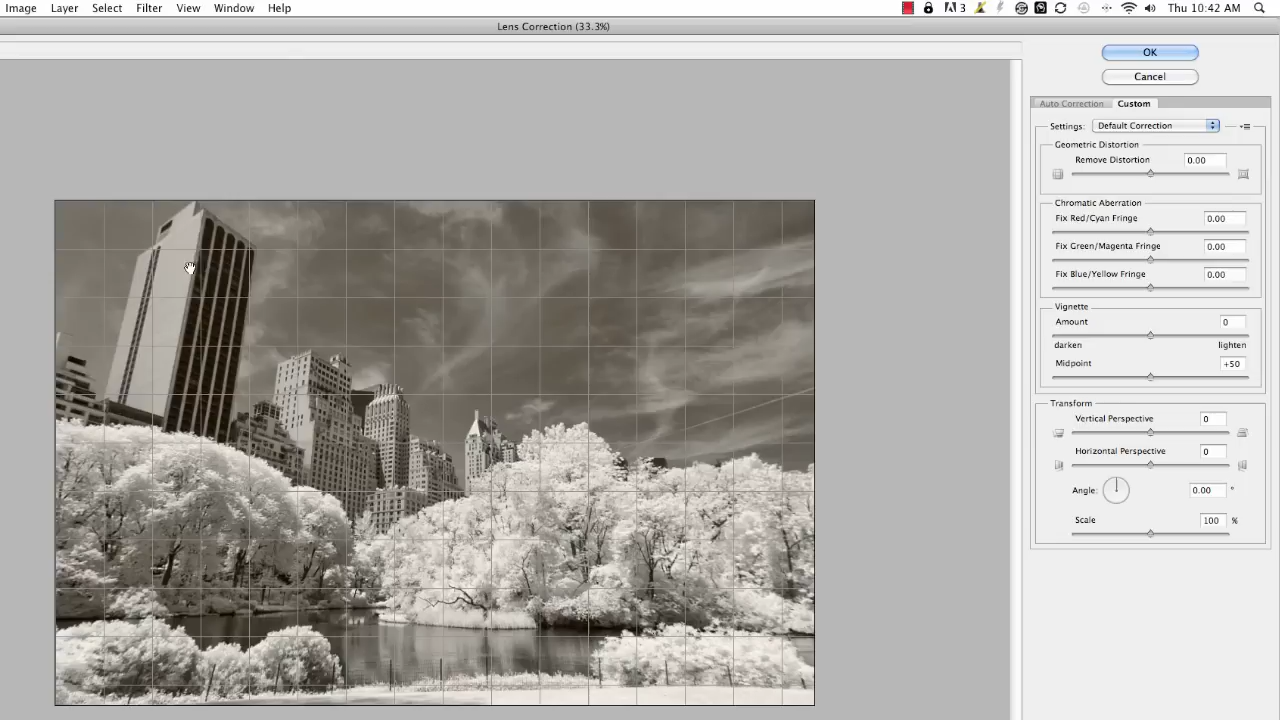 Image Layer Select Filter View Window Help 3 Thu 10:42 AM
Lens Correction (33.3%)
OK
Cancel
Auto Correction Custom
Settings: Default Correction
Geometric Distortion
Remove Distortion 0.00
Chromatic Aberration
Fix Red/Cyan Fringe 0.00
Fix Green/Magenta Fringe 0.00
Fix Blue/Yellow Fringe 0.00
Vignette
Amount 0
darken lighten
Midpoint +50
Transform
Vertical Perspective 0
Horizontal Perspective 0
Angle: 0.00 °
Scale 100 %